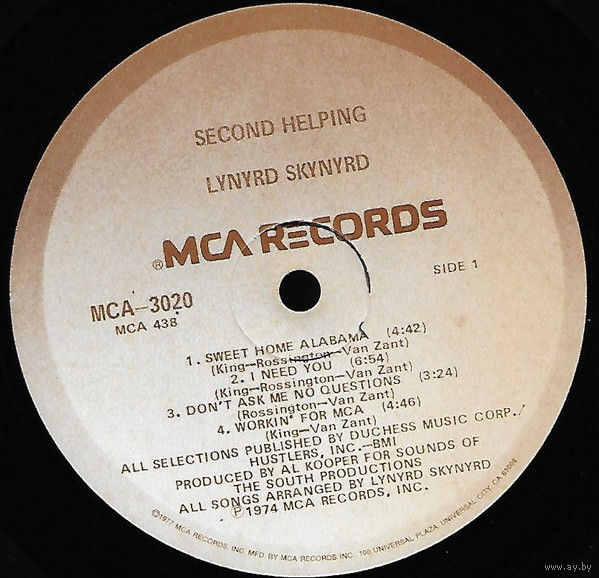 SECOND HELPING
LYNYRD SKYNYRD
®MCA RECORDS
SIDE 1
MCA-3020
MCA 438
1. SWEET HOME ALABAMA (4:42)
(King-Rossington-Van Zant)
2. I NEED YOU (6:54)
(King-Rossington-Van Zant)
3. DON'T ASK ME NO QUESTIONS (3:24)
(Rossington-Van Zant)
4. WORKIN' FOR MCA (4:46)
(King-Van Zant)
ALL SELECTIONS PUBLISHED BY DUCHESS MUSIC CORP./
HUSTLERS, INC.-BMI
PRODUCED BY AL KOOPER FOR SOUNDS OF
THE SOUTH PRODUCTIONS
ALL SONGS ARRANGED BY LYNYRD SKYNYRD
℗1974 MCA RECORDS, INC.
©1977 MCA RECORDS, INC. MFD. BY MCA RECORDS INC. 100 UNIVERSAL PLAZA, UNIVERSAL CITY, CA 91608
www.ay.by